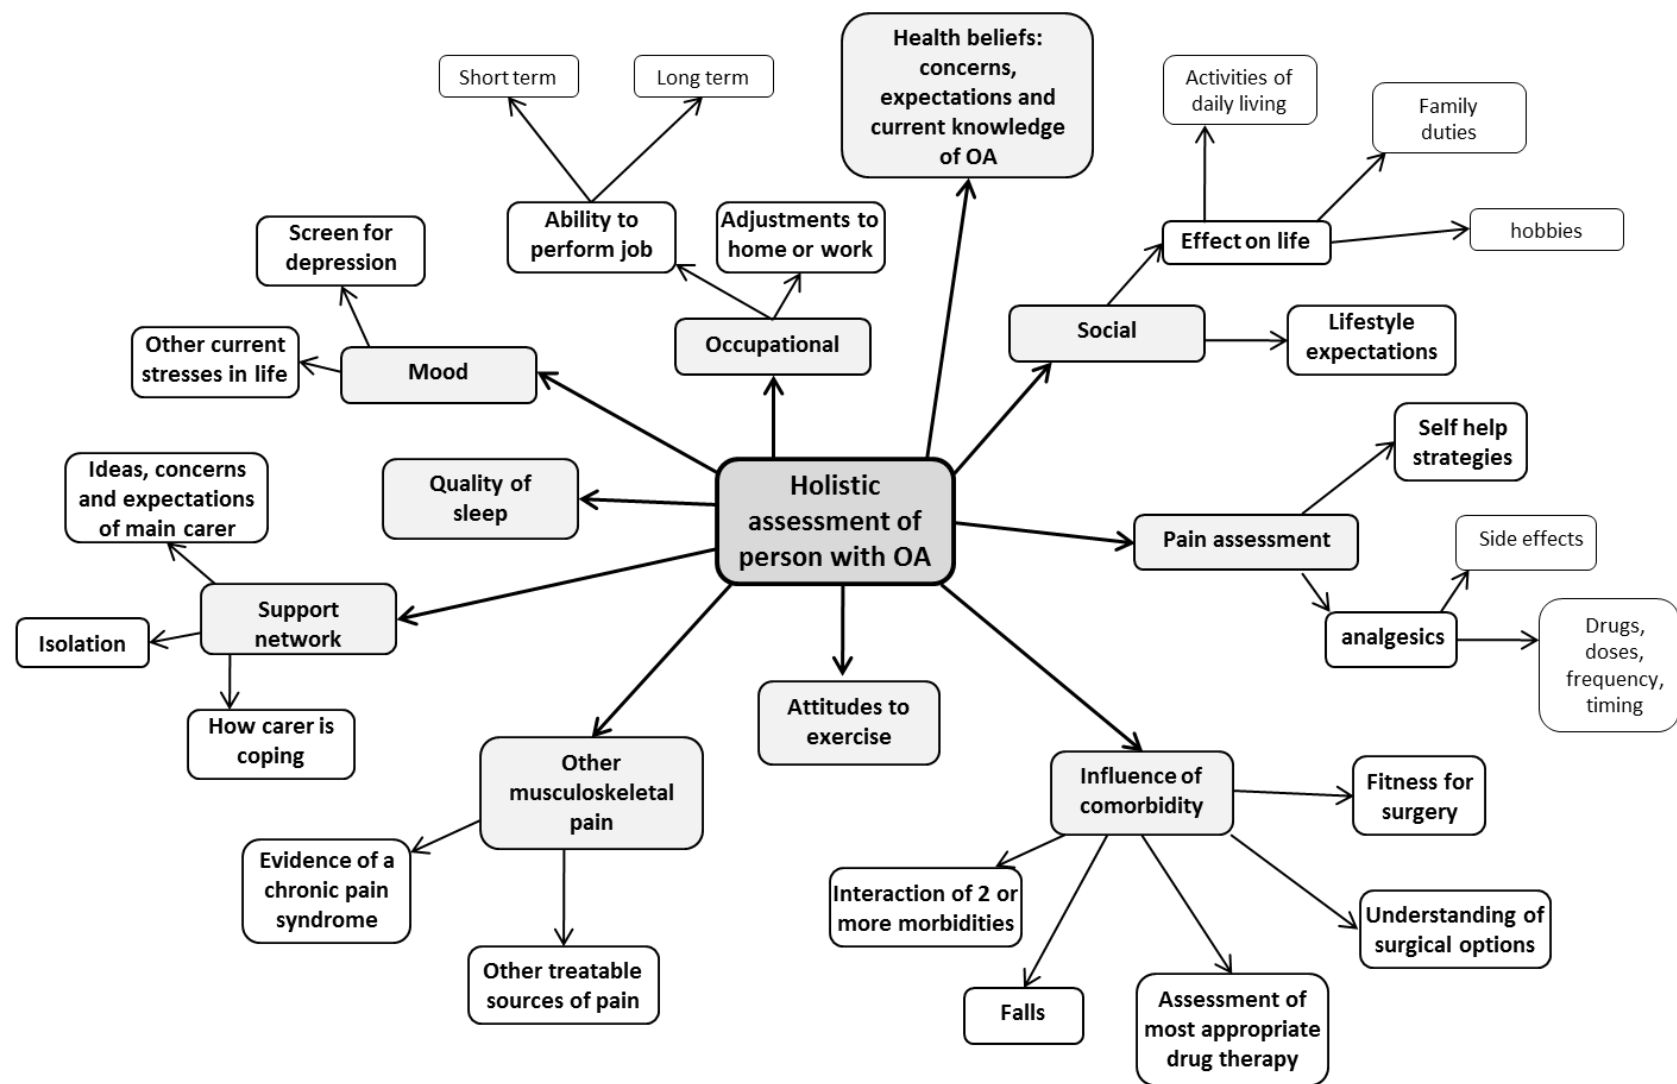 Health beliefs:
concerns,
expectations and
current knowledge
of OA
Short term
Long term
Activities of
daily living
Family
duties
Ability to
perform job
Adjustments to
home or work
Effect on life
hobbies
Screen for
depression
Occupational
Social
Lifestyle
expectations
Other current
stresses in life
Mood
Self help
strategies
Ideas, concerns
and expectations
of main carer
Quality of
sleep
Holistic
assessment of
person with OA
Pain assessment
Side effects
Support
network
Isolation
analgesics
Drugs,
doses,
frequency,
timing
How carer is
coping
Attitudes to
exercise
Other
musculoskeletal
pain
Influence of
comorbidity
Fitness for
surgery
Evidence of a
chronic pain
syndrome
Interaction of 2 or
more morbidities
Understanding of
surgical options
Other treatable
sources of pain
Falls
Assessment of
most appropriate
drug therapy